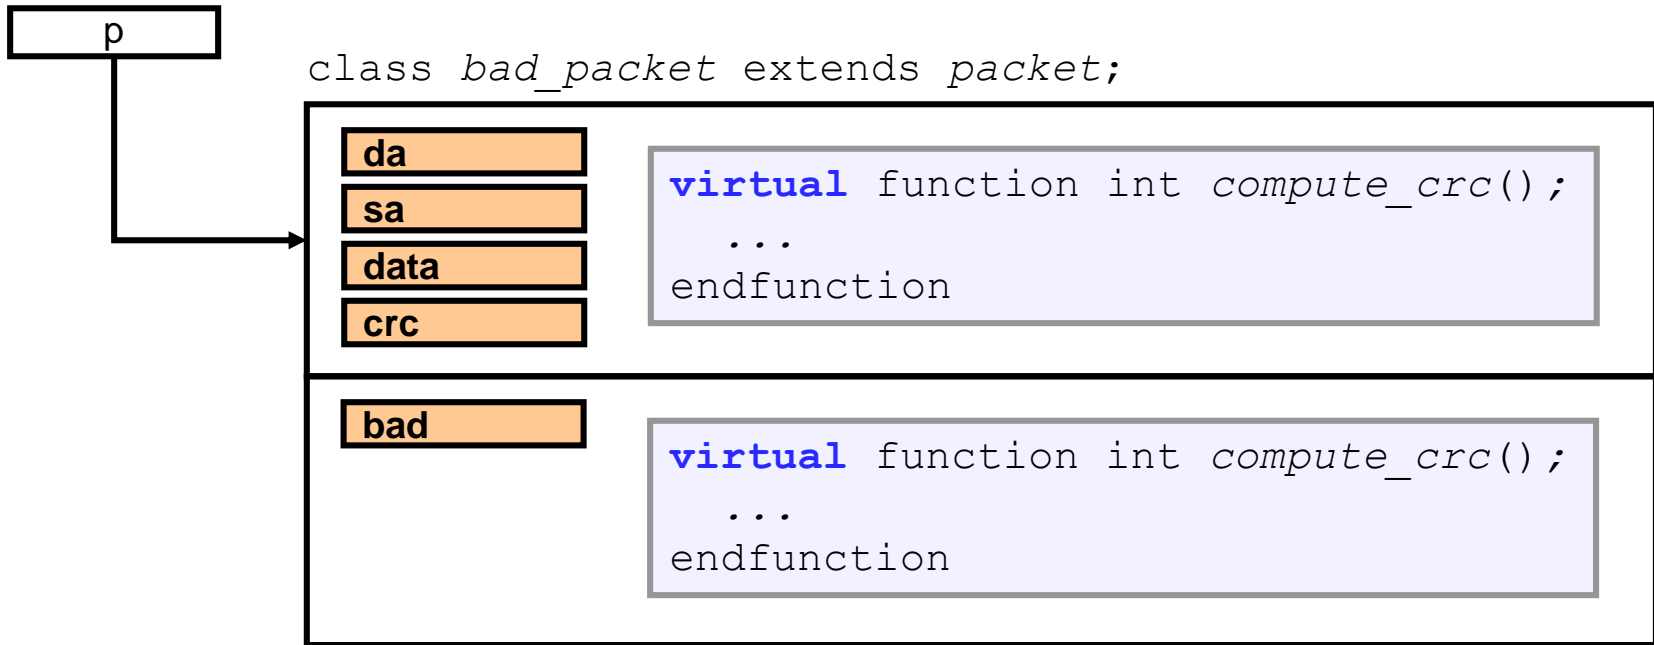 p
class bad_packet extends packet;
da
sa
data
crc
virtual function int compute_crc();
...
endfunction
bad
virtual function int compute_crc();
...
endfunction